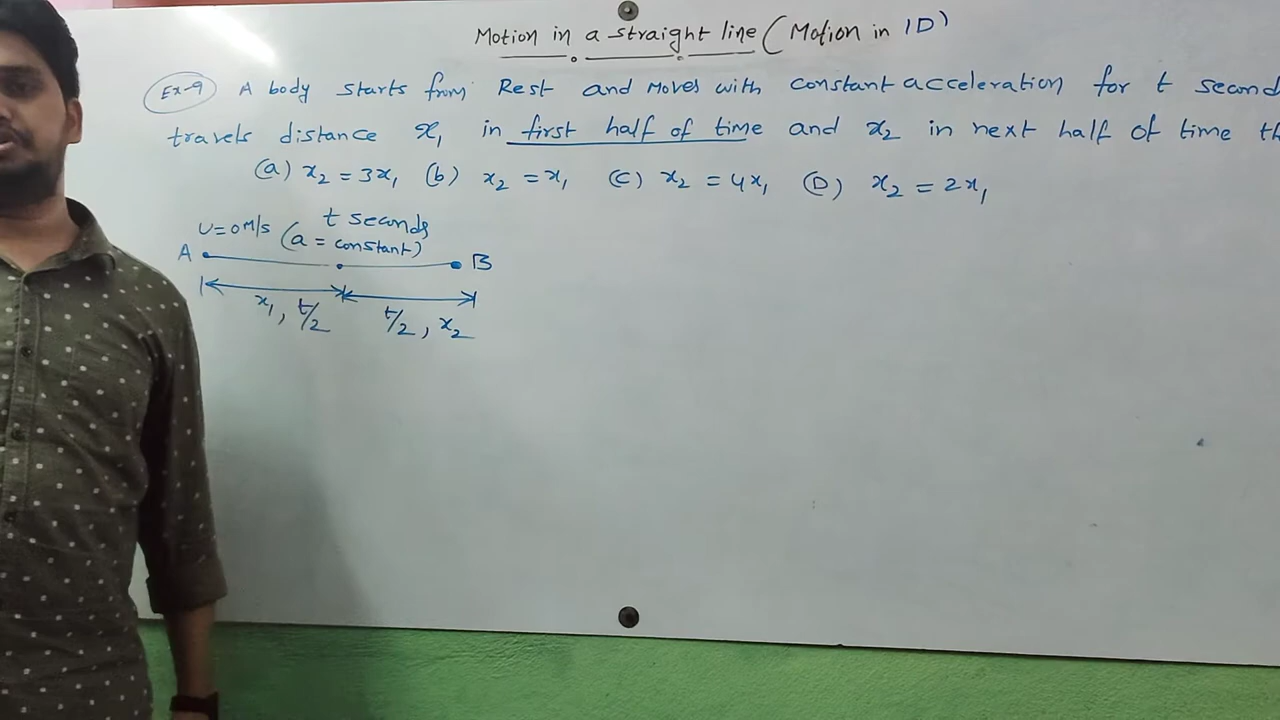 Motion in a straight line (Motion in 1D)
Ex-9 A body starts from Rest and moves with constant acceleration for t second
travels distance x₁ in first half of time and x₂ in next half of time th
(a) x₂ = 3x₁ (b) x₂ = x₁ (C) x₂ = 4x₁ (D) x₂ = 2x₁
t seconds
U=0 M/s (a = constant)
A B
x₁, t/2 t/2, x₂